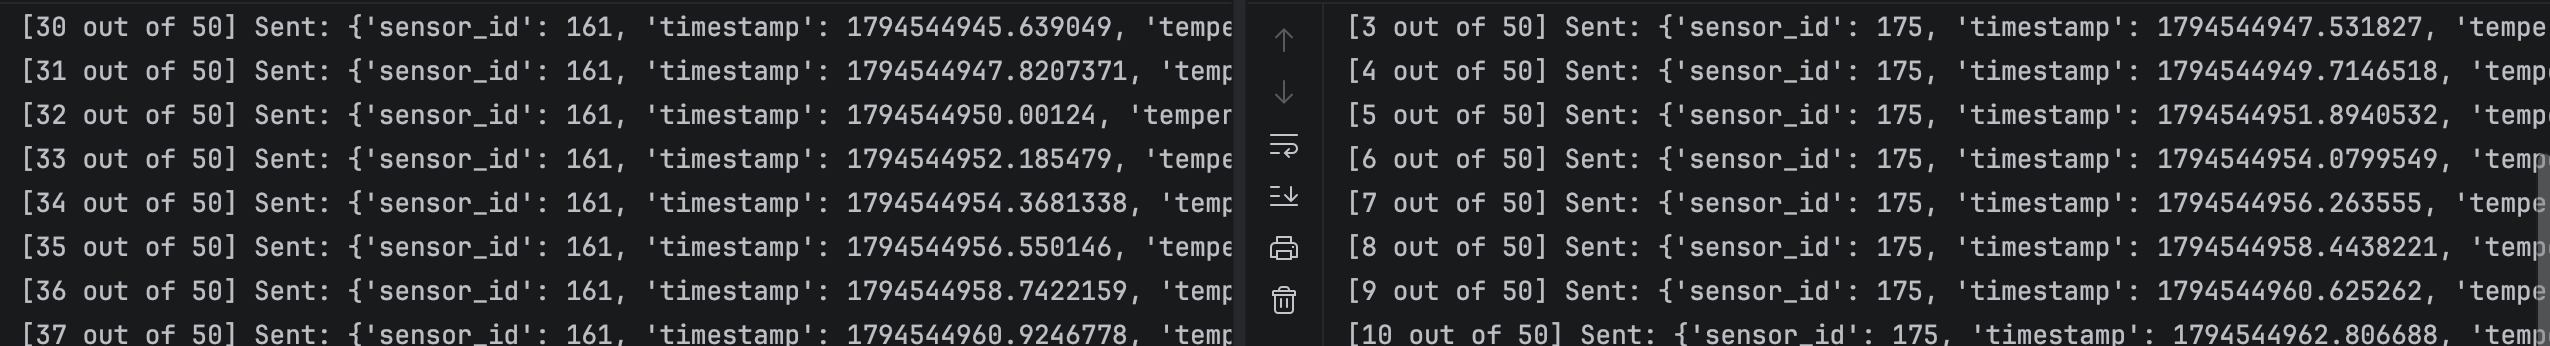 [30 out of 50] Sent: {'sensor_id': 161, 'timestamp': 1794544945.639049, 'tempe
[31 out of 50] Sent: {'sensor_id': 161, 'timestamp': 1794544947.8207371, 'temp
[32 out of 50] Sent: {'sensor_id': 161, 'timestamp': 1794544950.00124, 'temper
[33 out of 50] Sent: {'sensor_id': 161, 'timestamp': 1794544952.185479, 'tempe
[34 out of 50] Sent: {'sensor_id': 161, 'timestamp': 1794544954.3681338, 'temp
[35 out of 50] Sent: {'sensor_id': 161, 'timestamp': 1794544956.550146, 'tempe
[36 out of 50] Sent: {'sensor_id': 161, 'timestamp': 1794544958.7422159, 'temp
[37 out of 50] Sent: {'sensor_id': 161, 'timestamp': 1794544960.9246778, 'temp
[3 out of 50] Sent: {'sensor_id': 175, 'timestamp': 1794544947.531827, 'tempe
[4 out of 50] Sent: {'sensor_id': 175, 'timestamp': 1794544949.7146518, 'temp
[5 out of 50] Sent: {'sensor_id': 175, 'timestamp': 1794544951.8940532, 'temp
[6 out of 50] Sent: {'sensor_id': 175, 'timestamp': 1794544954.0799549, 'temp
[7 out of 50] Sent: {'sensor_id': 175, 'timestamp': 1794544956.263555, 'tempe
[8 out of 50] Sent: {'sensor_id': 175, 'timestamp': 1794544958.4438221, 'temp
[9 out of 50] Sent: {'sensor_id': 175, 'timestamp': 1794544960.625262, 'tempe
[10 out of 50] Sent: {'sensor_id': 175, 'timestamp': 1794544962.806688, 'temp